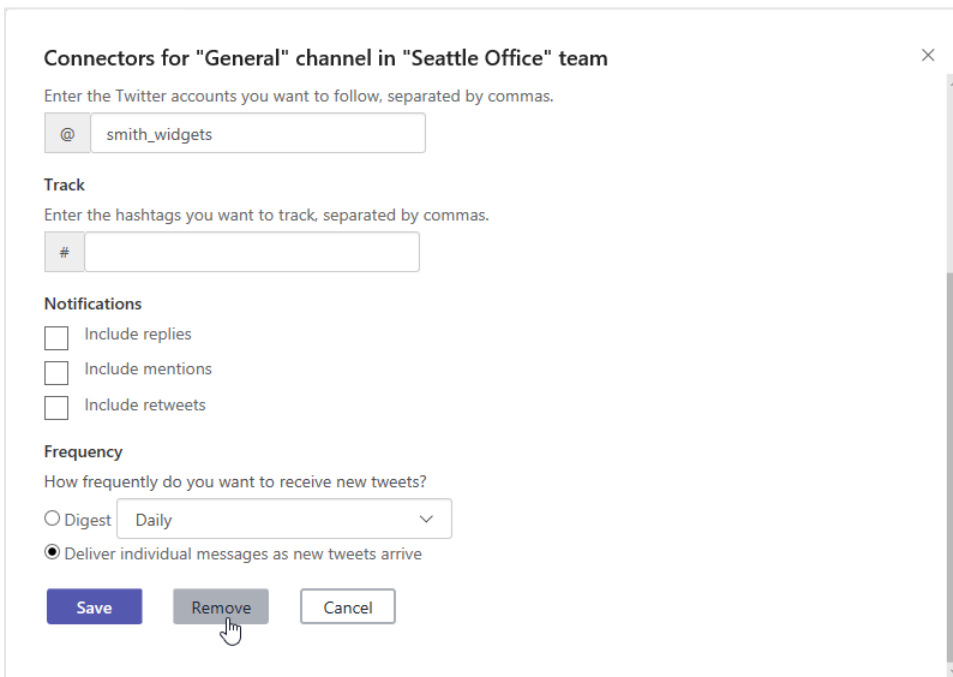 Connectors for "General" channel in "Seattle Office" team
Enter the Twitter accounts you want to follow, separated by commas.
@ smith_widgets
Track
Enter the hashtags you want to track, separated by commas.
#
Notifications
Include replies
Include mentions
Include retweets
Frequency
How frequently do you want to receive new tweets?
Digest Daily
Deliver individual messages as new tweets arrive
Save Remove Cancel